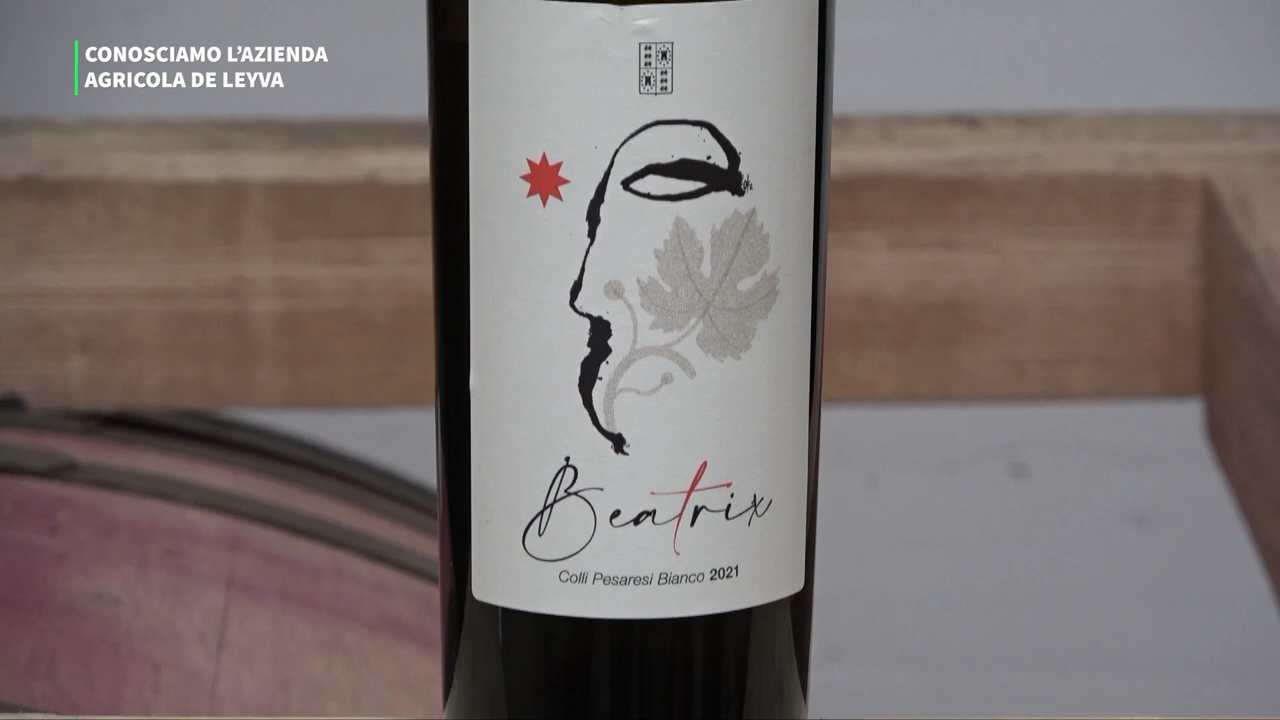 CONOSCIAMO L'AZIENDA
AGRICOLA DE LEYVA
Beatrix
Colli Pesaresi Bianco 2021